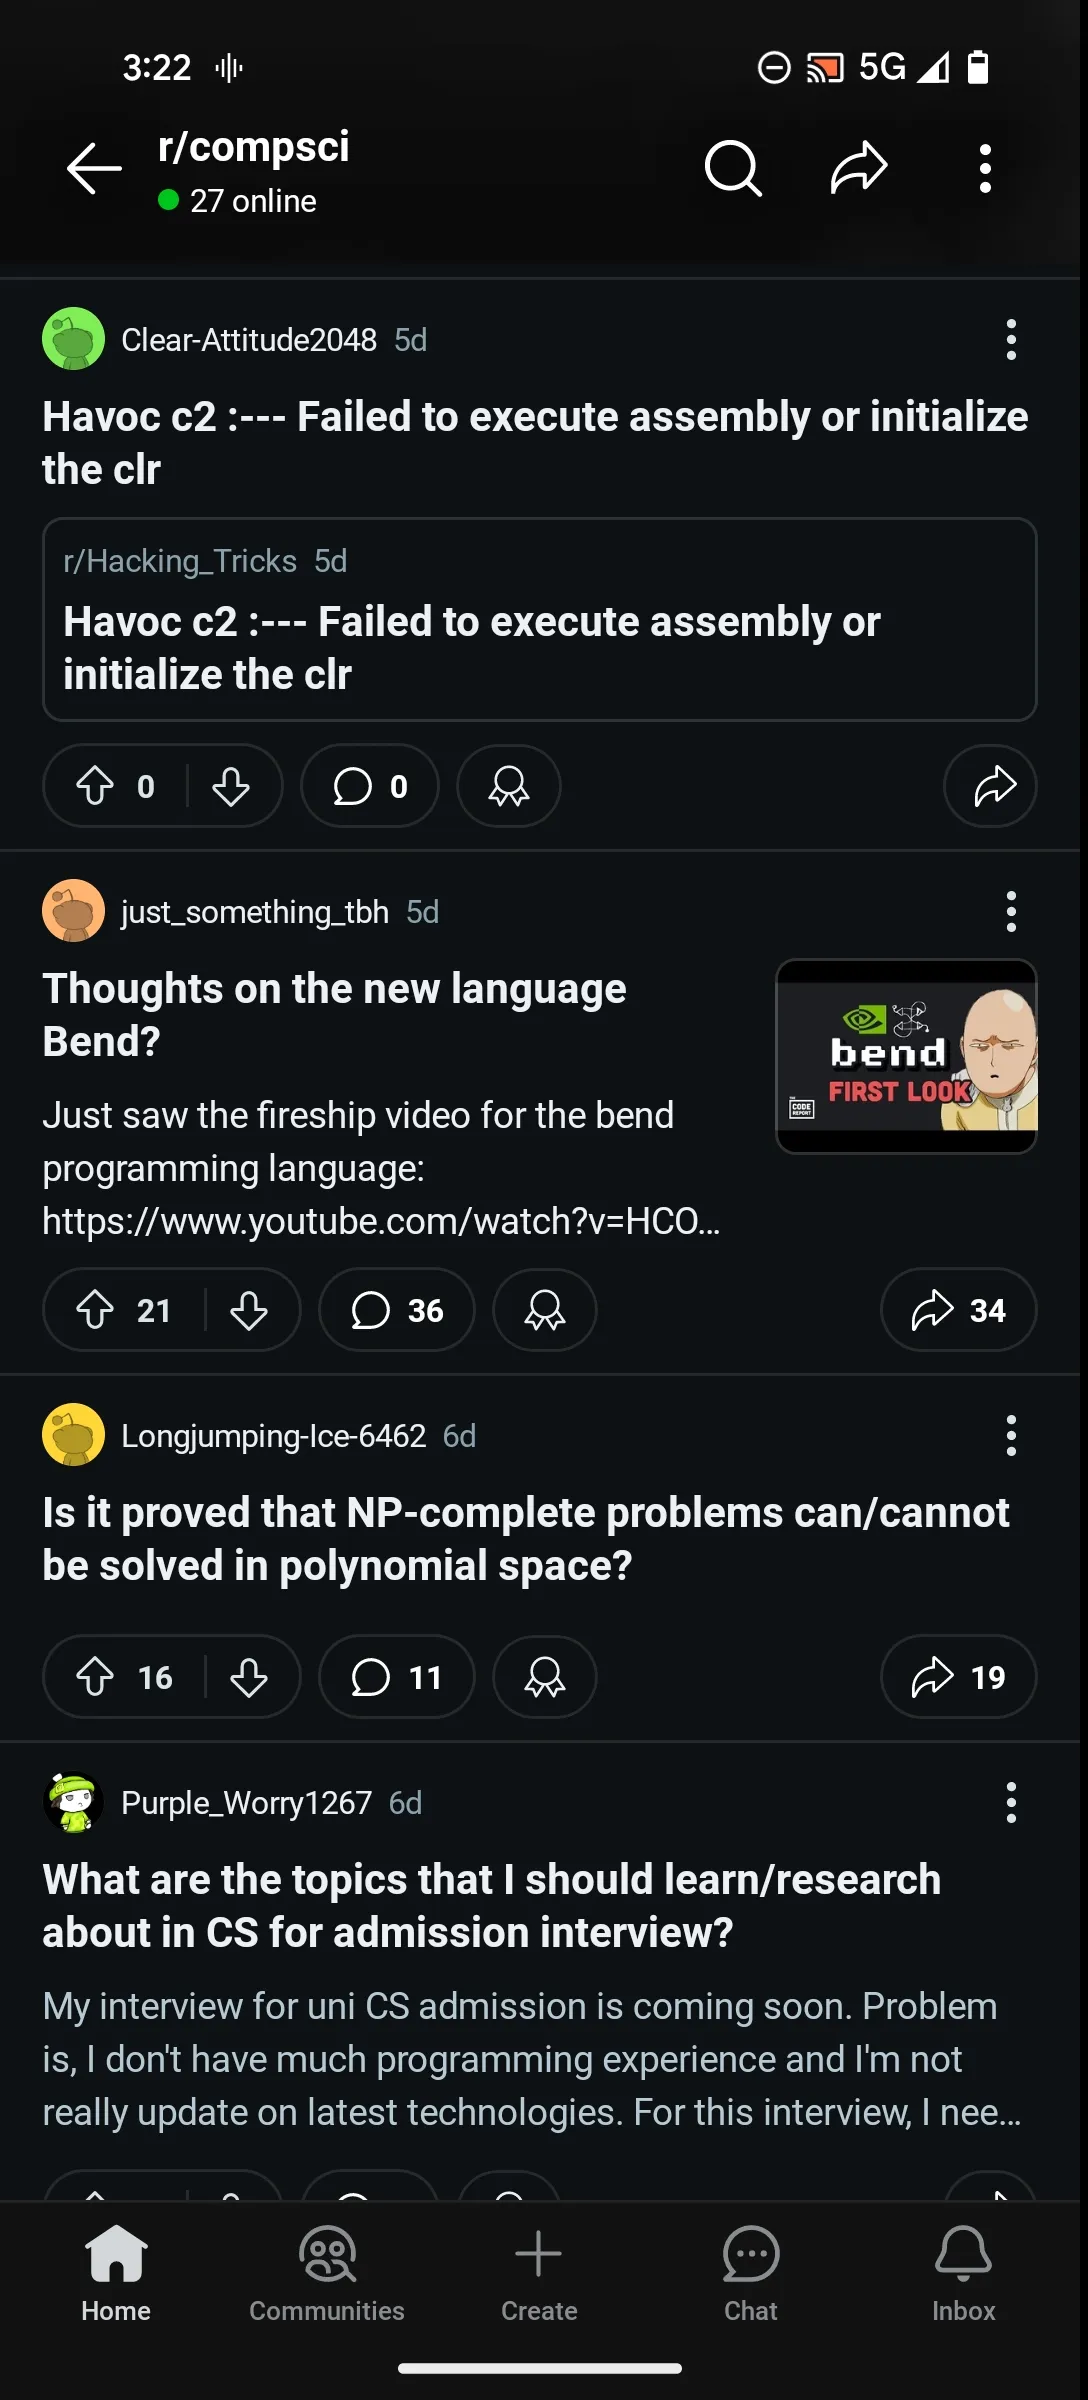 3:22
5G
r/compsci
27 online
Clear-Attitude2048 5d
Havoc c2 :--- Failed to execute assembly or initialize
the clr
r/Hacking_Tricks 5d
Havoc c2 :--- Failed to execute assembly or
initialize the clr
0
0
just_something_tbh 5d
Thoughts on the new language
Bend?
bend
FIRST LOOK
THE
CODE
REPORT
Just saw the fireship video for the bend
programming language:
https://www.youtube.com/watch?v=HCO…
21
36
34
Longjumping-Ice-6462 6d
Is it proved that NP-complete problems can/cannot
be solved in polynomial space?
16
11
19
Purple_Worry1267 6d
What are the topics that I should learn/research
about in CS for admission interview?
My interview for uni CS admission is coming soon. Problem
is, I don't have much programming experience and I'm not
really update on latest technologies. For this interview, I nee…
Home
Communities
Create
Chat
Inbox